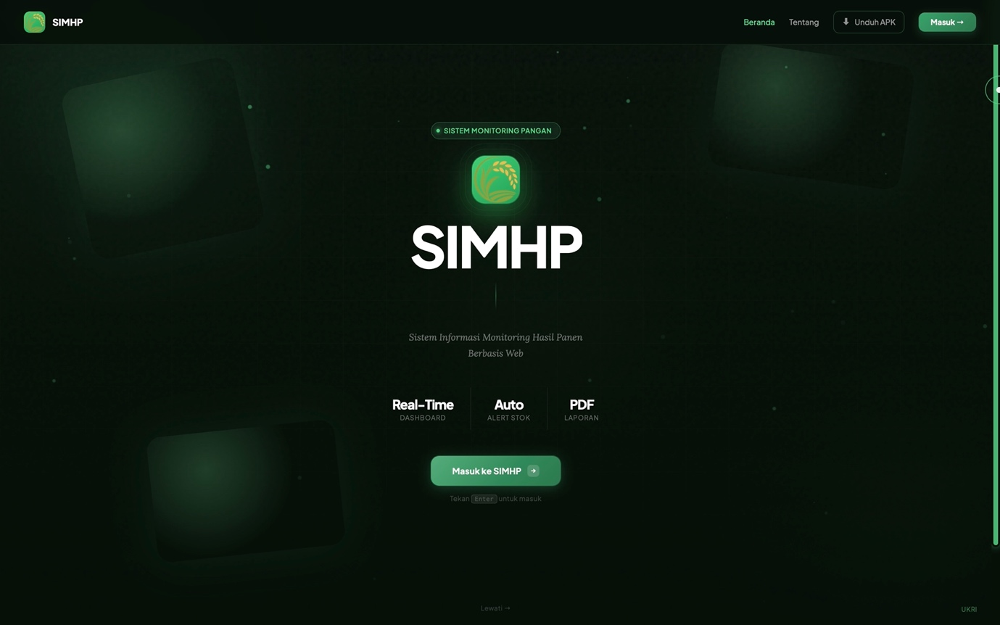 SIMHP
Beranda
Tentang
Unduh APK
Masuk →
SISTEM MONITORING PANGAN
SIMHP
Sistem Informasi Monitoring Hasil Panen
Berbasis Web
Real-Time
DASHBOARD
Auto
ALERT STOK
PDF
LAPORAN
Masuk ke SIMHP →
Tekan Enter untuk masuk
Lewati →
UKRI